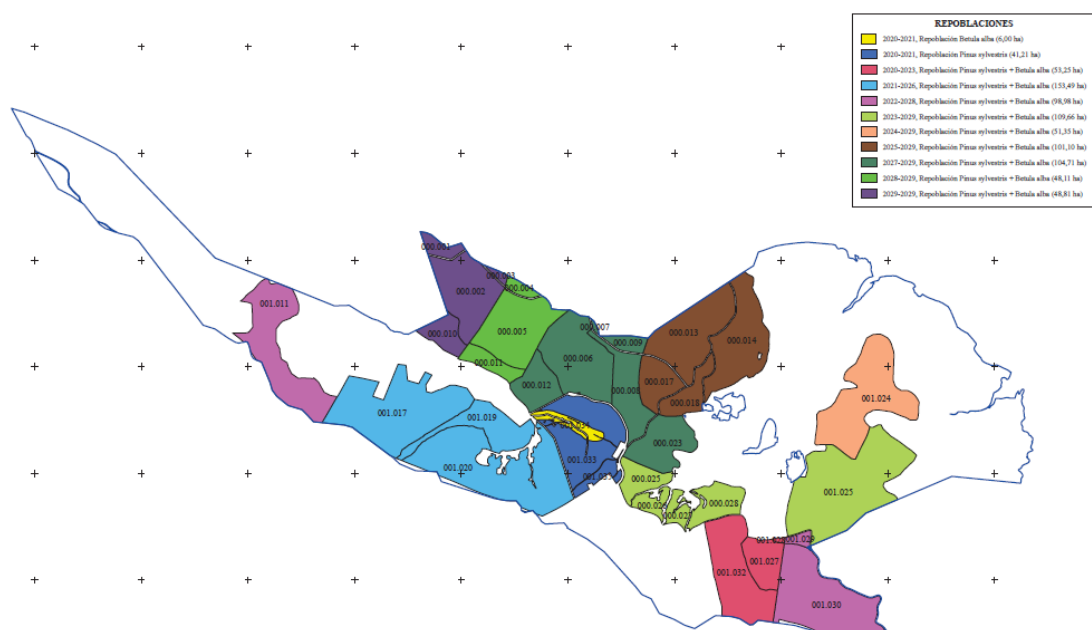 REPOBLACIONES
2020-2021, Repoblación Betula alba (6,00 ha)
2020-2021, Repoblación Pinus sylvestris (41,21 ha)
2020-2023, Repoblación Pinus sylvestris + Betula alba (53,25 ha)
2021-2026, Repoblación Pinus sylvestris + Betula alba (153,49 ha)
2022-2028, Repoblación Pinus sylvestris + Betula alba (98,98 ha)
2023-2029, Repoblación Pinus sylvestris + Betula alba (109,66 ha)
2024-2029, Repoblación Pinus sylvestris + Betula alba (51,35 ha)
2025-2029, Repoblación Pinus sylvestris + Betula alba (101,10 ha)
2027-2029, Repoblación Pinus sylvestris + Betula alba (104,71 ha)
2028-2029, Repoblación Pinus sylvestris + Betula alba (48,11 ha)
2029-2029, Repoblación Pinus sylvestris + Betula alba (48,81 ha)
000.001
000.003
000.004
000.002
001.011
000.007
000.013
000.010
000.005
000.009
000.014
000.006
000.011
000.017
000.012
000.008
001.024
000.018
001.017
001.019
000.023
001.033
001.020
000.025
001.025
000.026
000.028
000.027
001.029
001.027
001.032
001.030